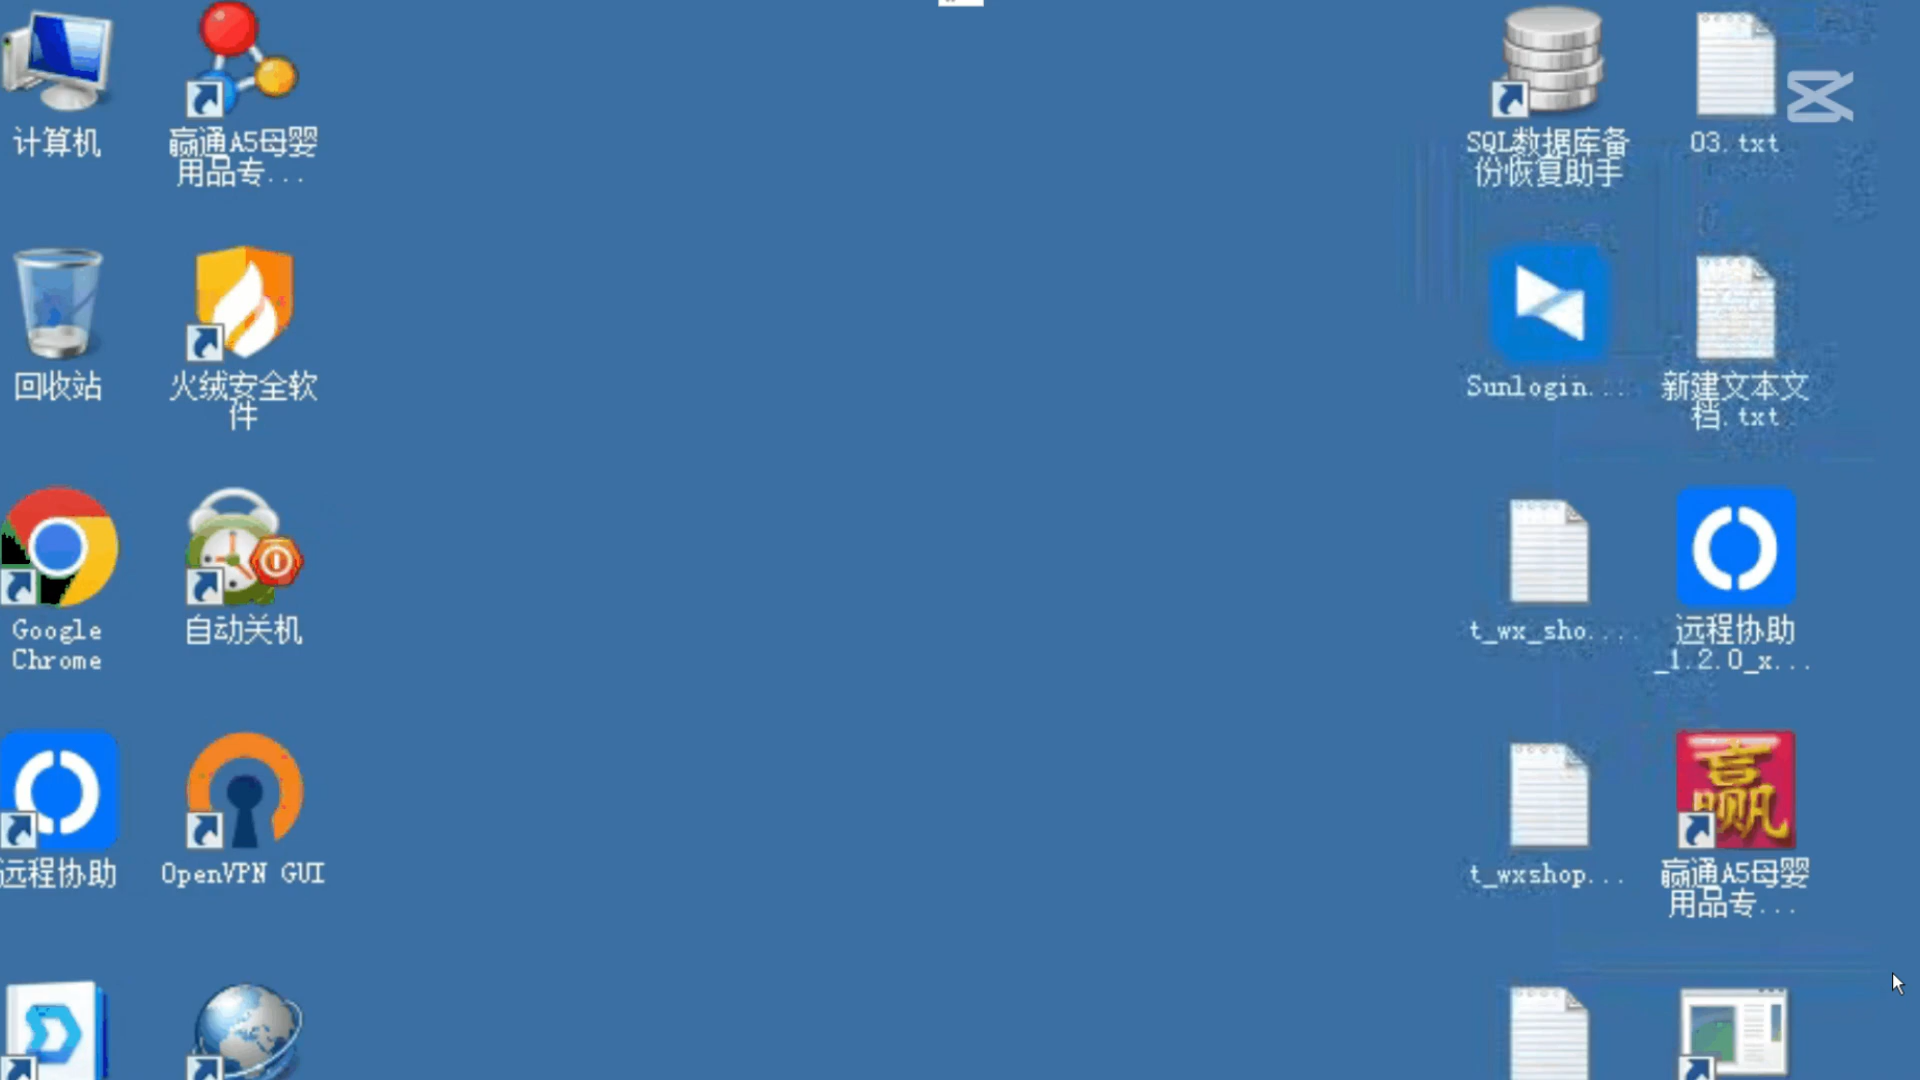 计算机
赢通A5母婴
用品专...
SQL数据库备
份恢复助手
03.txt
回收站
火绒安全软
件
Sunlogin...
新建文本文
档.txt
Google
Chrome
自动关机
t_wx_sho...
远程协助
_1.2.0_x...
远程协助
OpenVPN GUI
t_wxshop...
赢
赢通A5母婴
用品专...